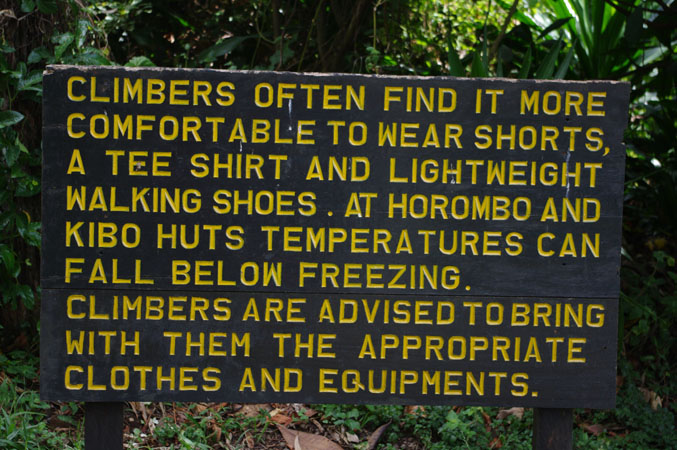 CLIMBERS OFTEN FIND IT MORE
COMFORTABLE TO WEAR SHORTS,
A TEE SHIRT AND LIGHTWEIGHT
WALKING SHOES. AT HOROMBO AND
KIBO HUTS TEMPERATURES CAN
FALL BELOW FREEZING.
CLIMBERS ARE ADVISED TO BRING
WITH THEM THE APPROPRIATE
CLOTHES AND EQUIPMENTS.